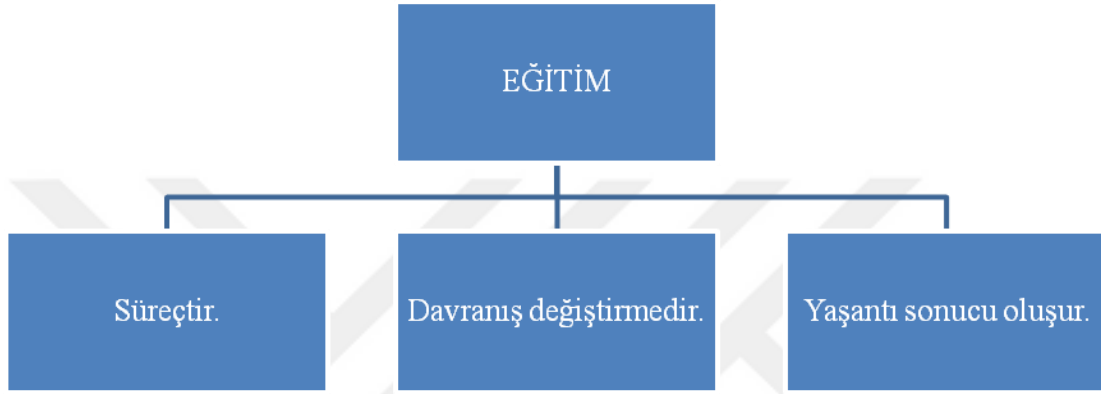 EĞİTİM
Süreçtir.
Davranış değiştirmedir.
Yaşantı sonucu oluşur.